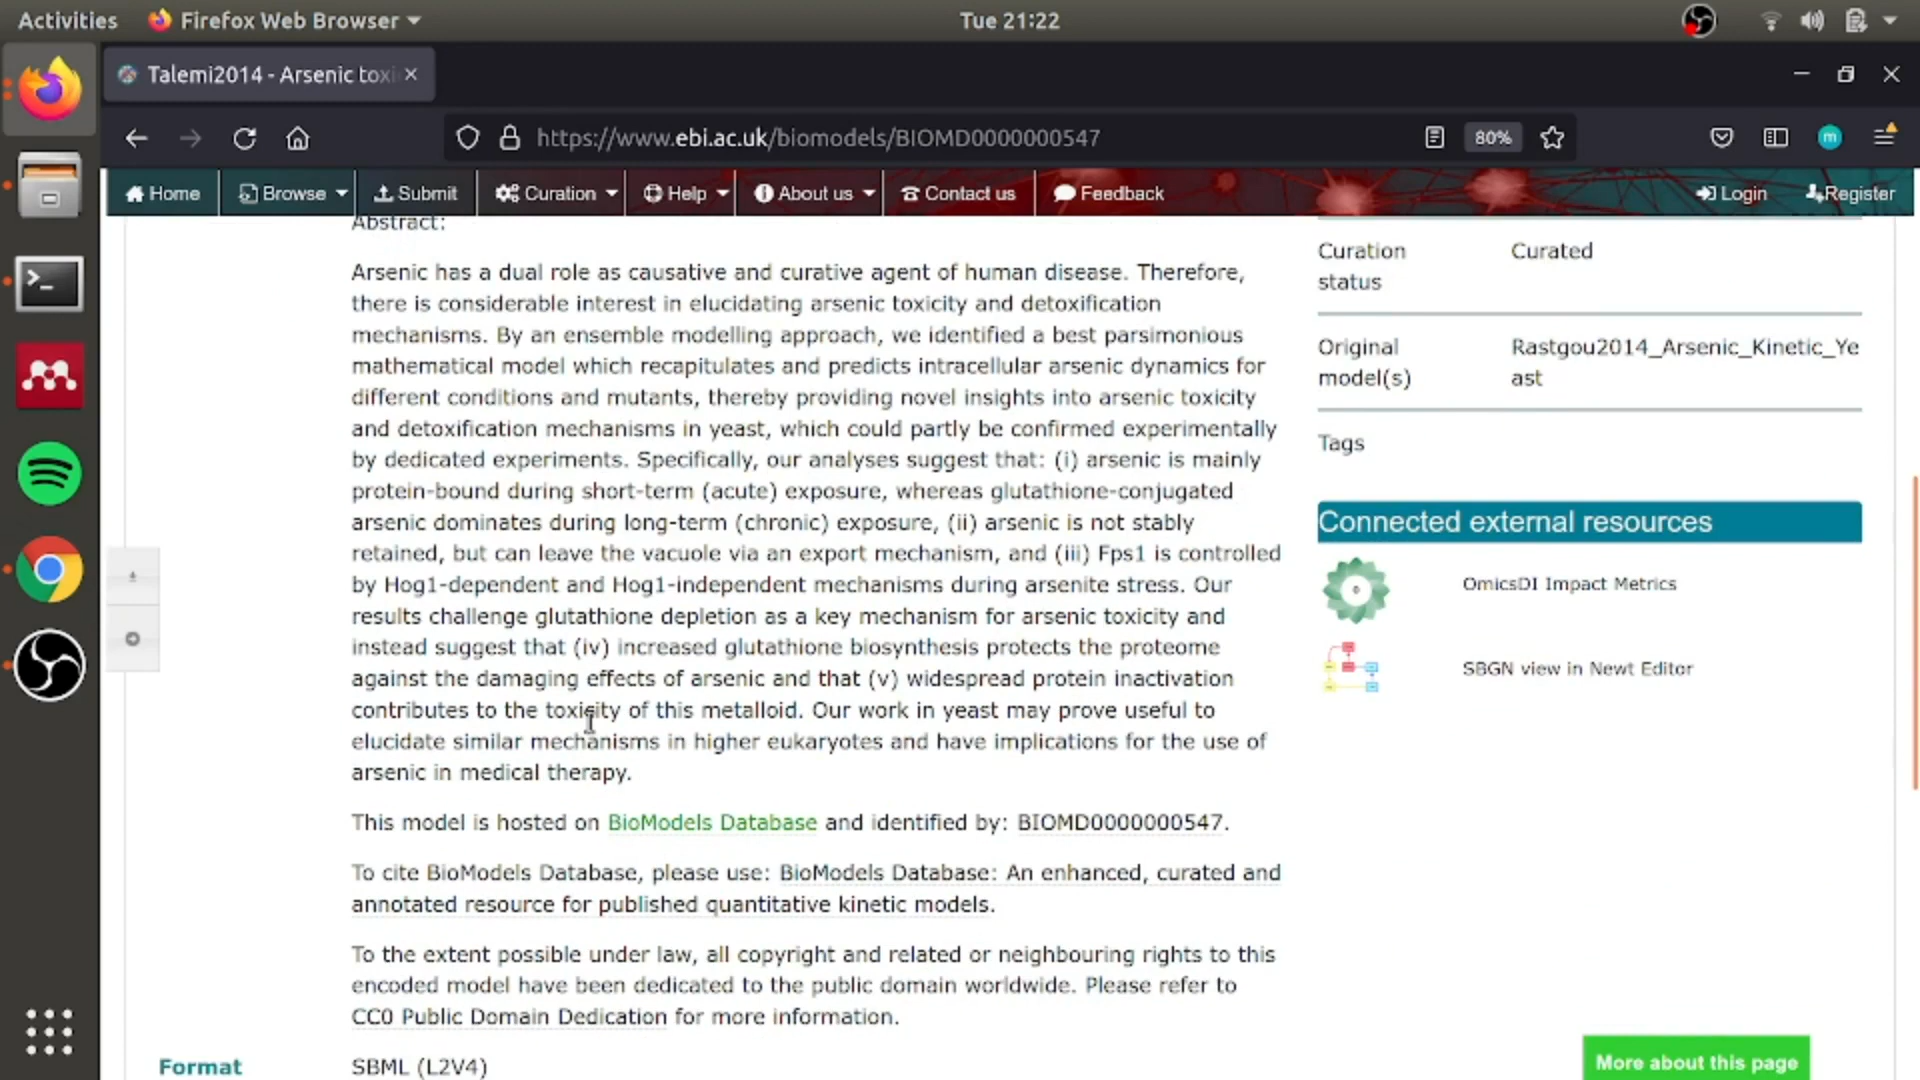 Activities
Firefox Web Browser
Tue 21:22
Talemi2014 - Arsenic toxi
https://www.ebi.ac.uk/biomodels/BIOMD0000000547
80%
m
Home
Browse
Submit
Curation
Help
About us
Contact us
Feedback
Login
Register
Abstract:
Arsenic has a dual role as causative and curative agent of human disease. Therefore,
there is considerable interest in elucidating arsenic toxicity and detoxification
mechanisms. By an ensemble modelling approach, we identified a best parsimonious
mathematical model which recapitulates and predicts intracellular arsenic dynamics for
different conditions and mutants, thereby providing novel insights into arsenic toxicity
and detoxification mechanisms in yeast, which could partly be confirmed experimentally
by dedicated experiments. Specifically, our analyses suggest that: (i) arsenic is mainly
protein-bound during short-term (acute) exposure, whereas glutathione-conjugated
arsenic dominates during long-term (chronic) exposure, (ii) arsenic is not stably
retained, but can leave the vacuole via an export mechanism, and (iii) Fps1 is controlled
by Hog1-dependent and Hog1-independent mechanisms during arsenite stress. Our
results challenge glutathione depletion as a key mechanism for arsenic toxicity and
instead suggest that (iv) increased glutathione biosynthesis protects the proteome
against the damaging effects of arsenic and that (v) widespread protein inactivation
contributes to the toxicity of this metalloid. Our work in yeast may prove useful to
elucidate similar mechanisms in higher eukaryotes and have implications for the use of
arsenic in medical therapy.
This model is hosted on BioModels Database and identified by: BIOMD0000000547.
To cite BioModels Database, please use: BioModels Database: An enhanced, curated and
annotated resource for published quantitative kinetic models.
To the extent possible under law, all copyright and related or neighbouring rights to this
encoded model have been dedicated to the public domain worldwide. Please refer to
CC0 Public Domain Dedication for more information.
Format
SBML (L2V4)
Curation
status
Curated
Original
model(s)
Rastgou2014_Arsenic_Kinetic_Ye
ast
Tags
Connected external resources
OmicsDI Impact Metrics
SBGN view in Newt Editor
More about this page